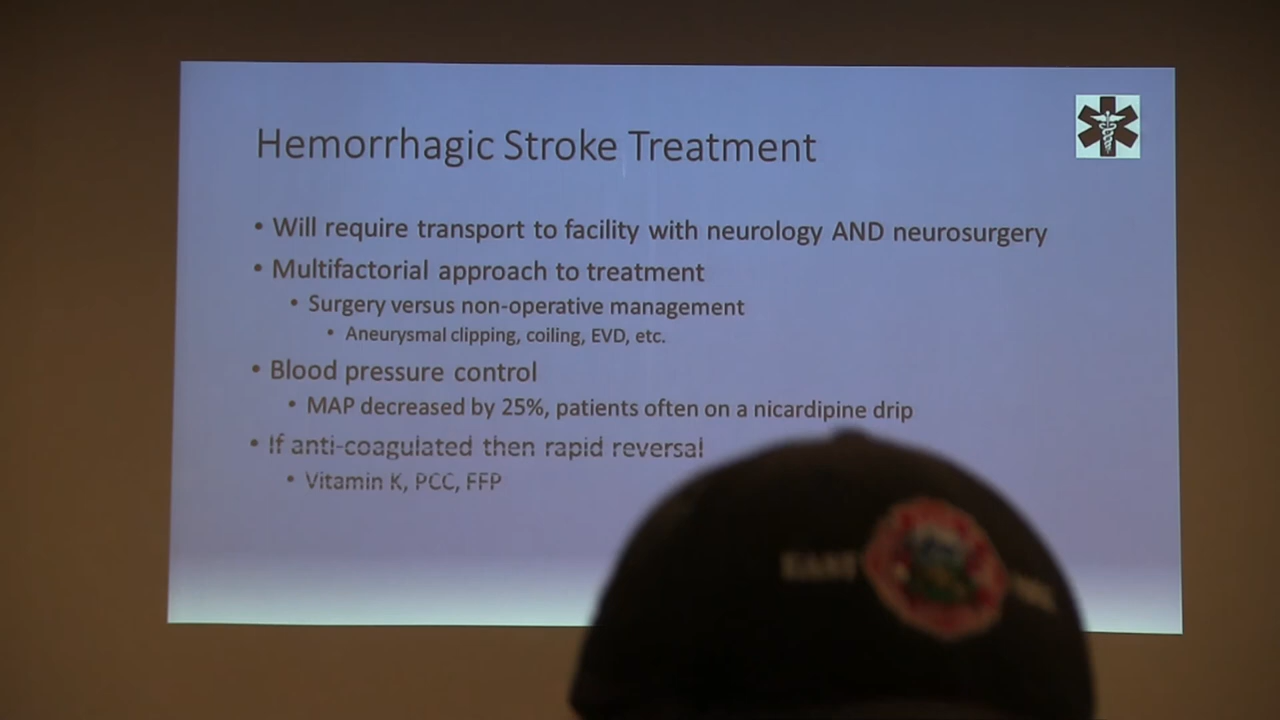 Hemorrhagic Stroke Treatment
• Will require transport to facility with neurology AND neurosurgery
• Multifactorial approach to treatment
• Surgery versus non-operative management
• Aneurysmal clipping, coiling, EVD, etc.
• Blood pressure control
• MAP decreased by 25%, patients often on a nicardipine drip
• If anti-coagulated then rapid reversal
• Vitamin K, PCC, FFP
EAST